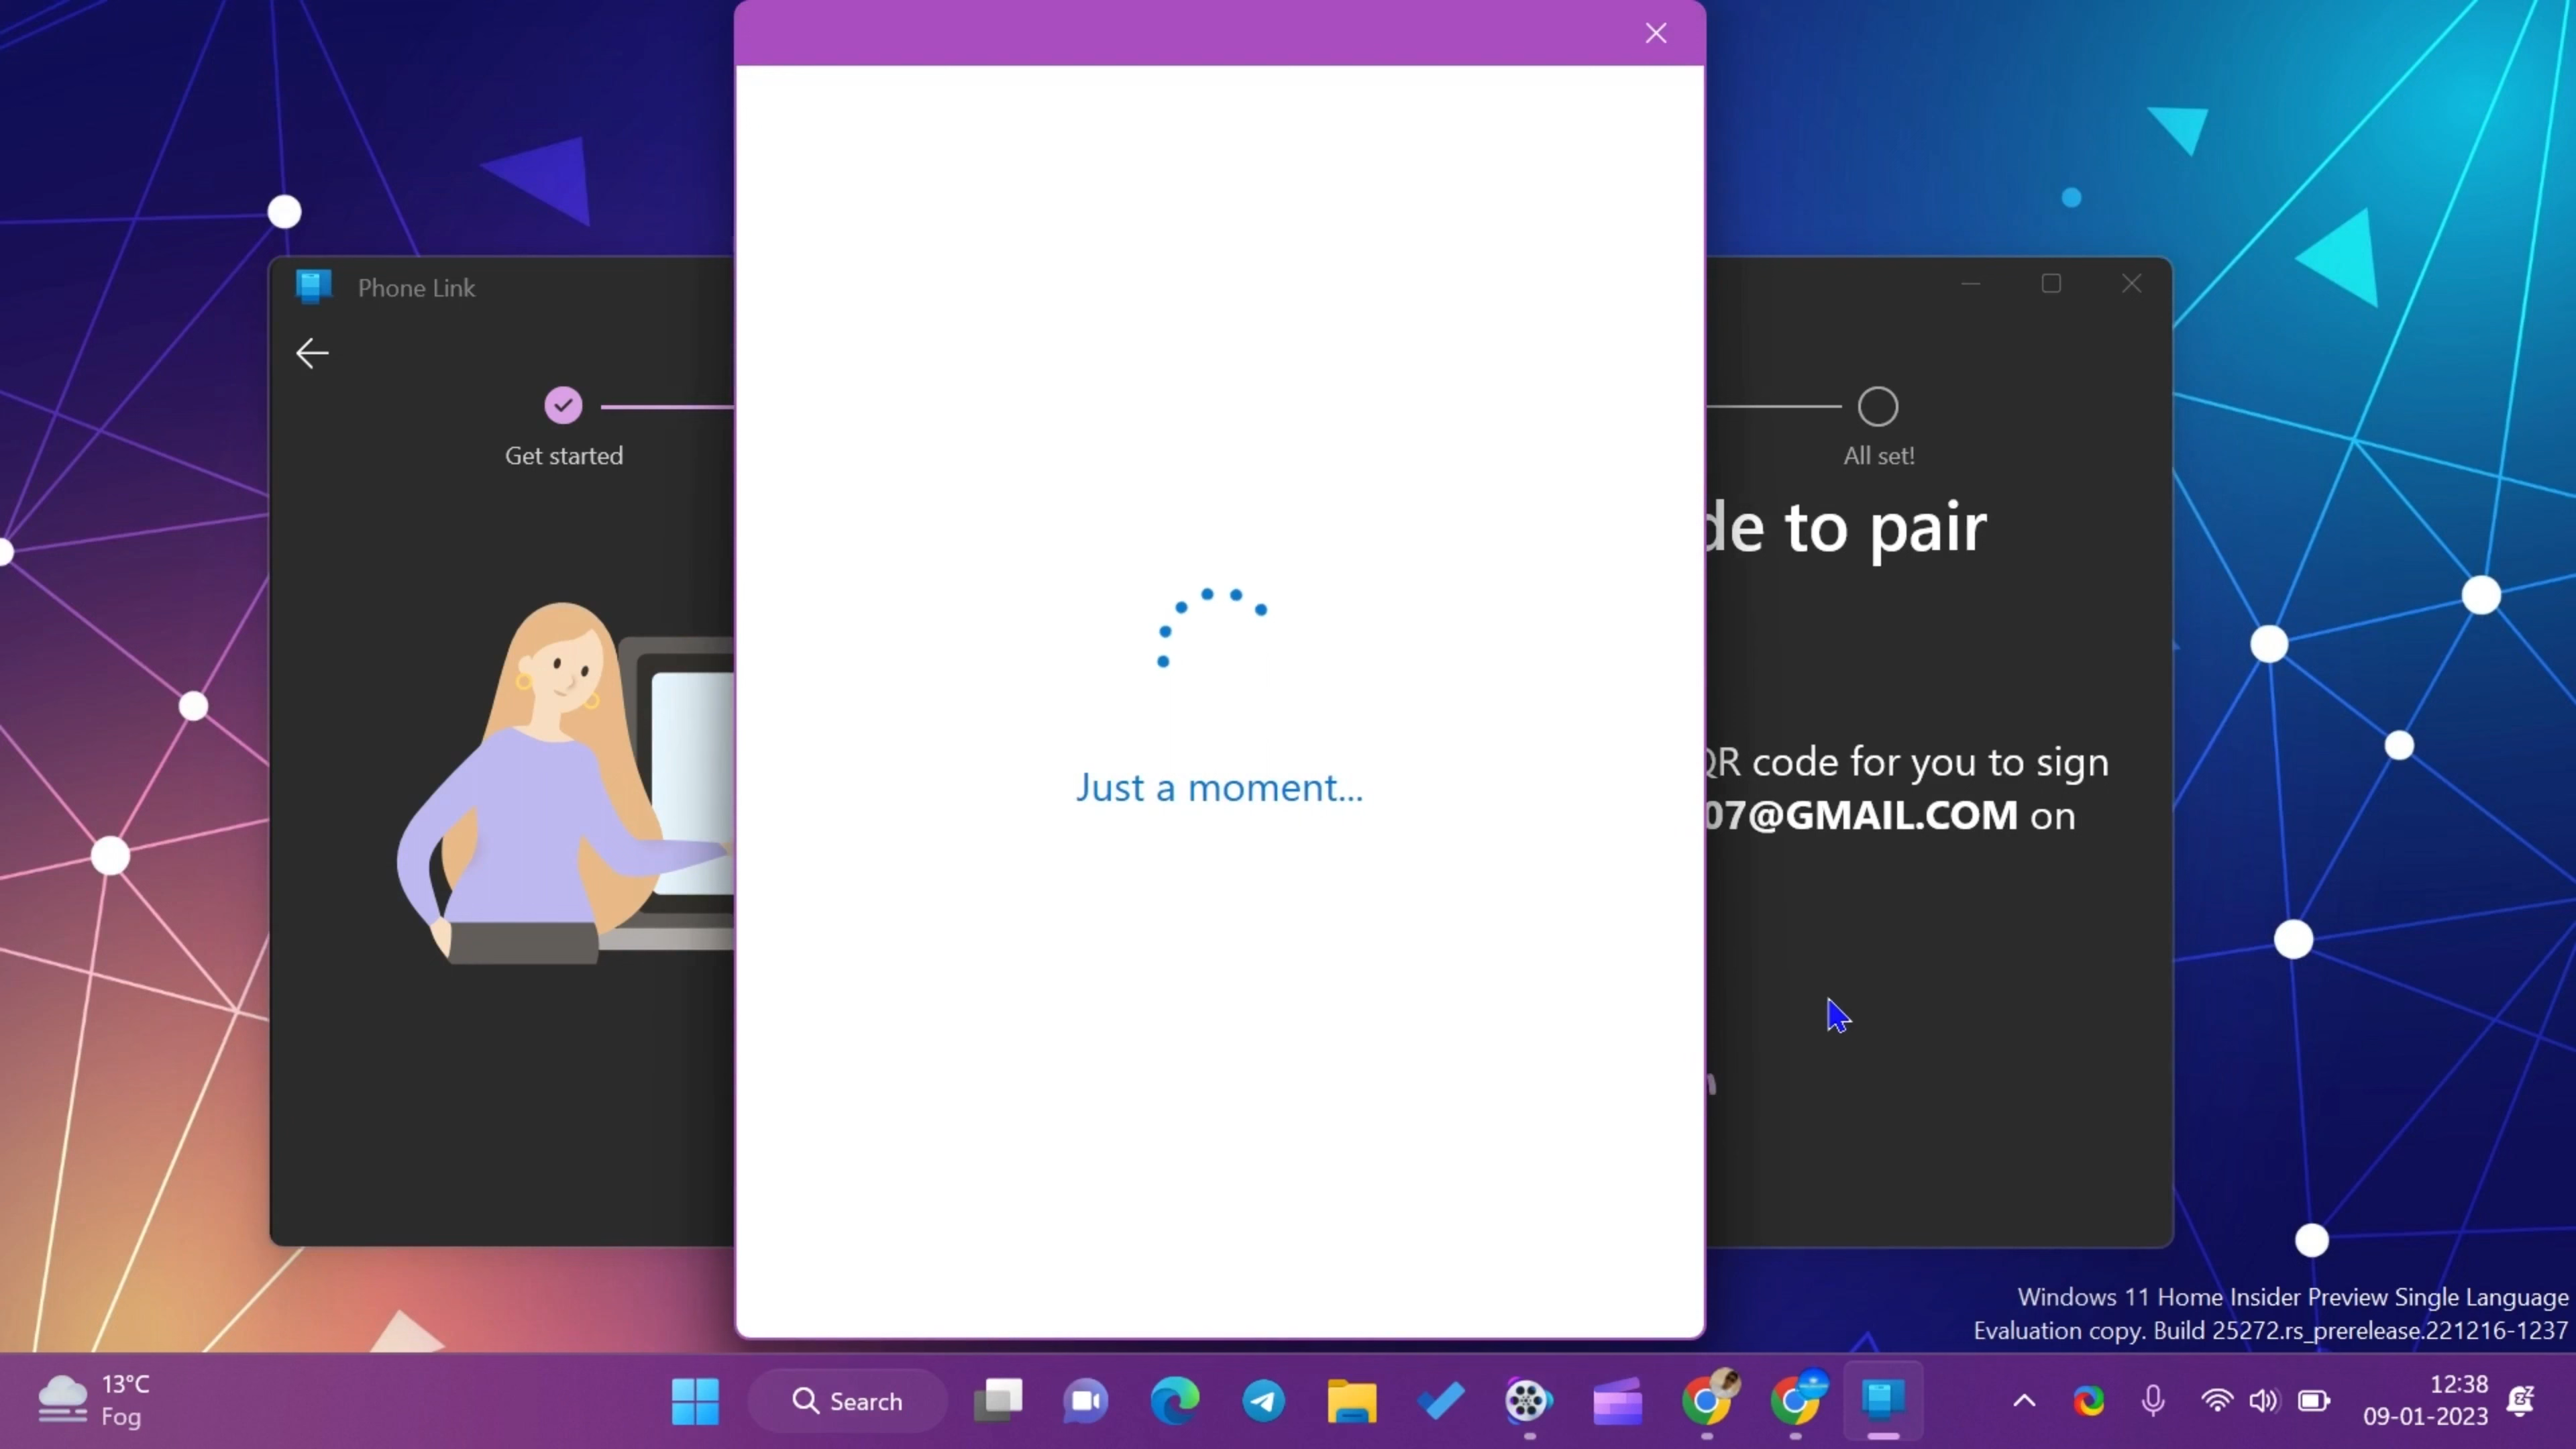 Phone Link
Get started
All set!
de to pair
QR code for you to sign
07@GMAIL.COM on
Just a moment...
Windows 11 Home Insider Preview Single Language
Evaluation copy. Build 25272.rs_prerelease.221216-1237
13°C
Fog
Search
12:38
09-01-2023